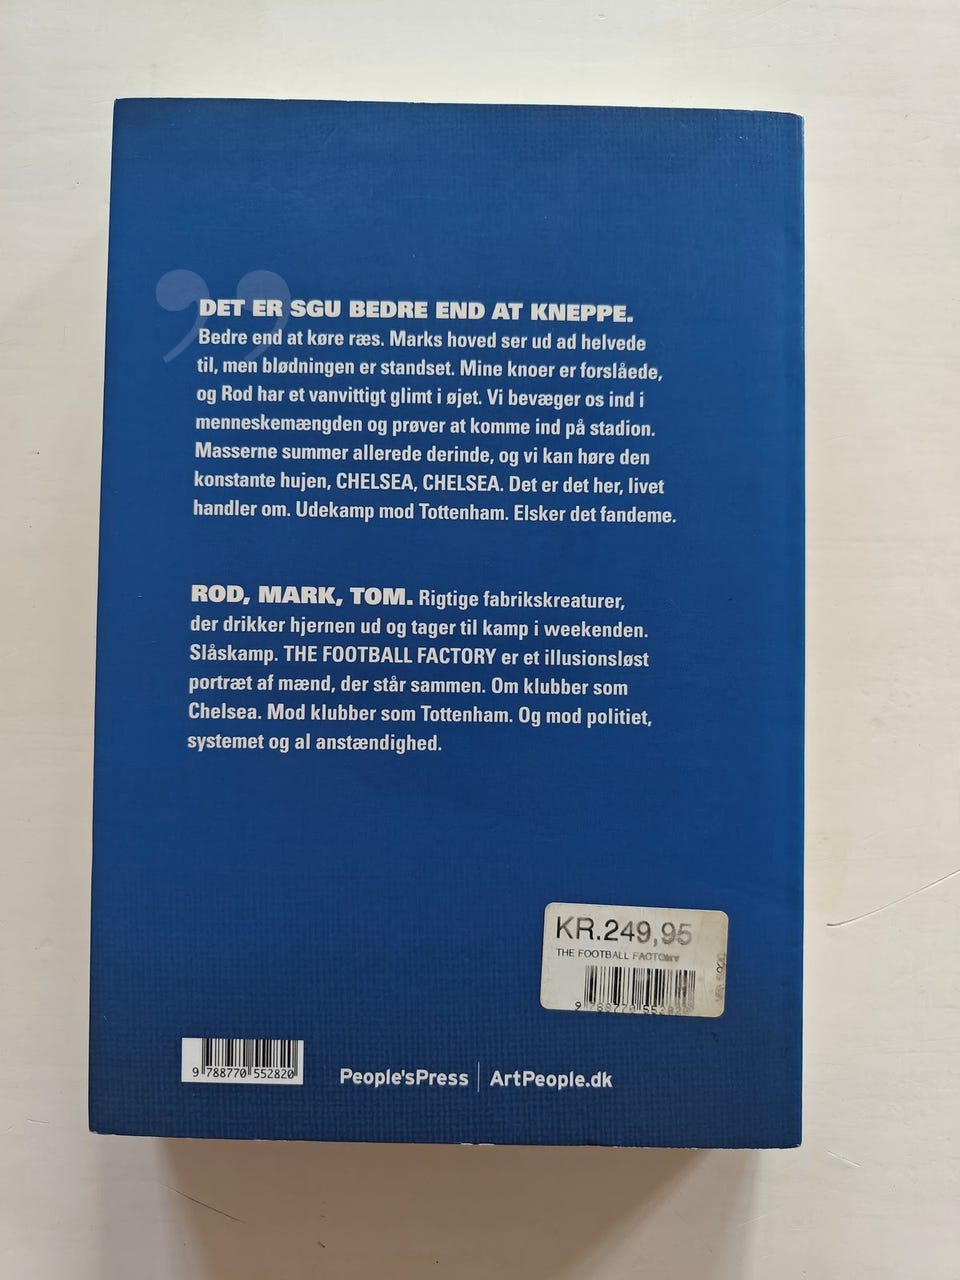 ”
DET ER SGU BEDRE END AT KNEPPE.
Bedre end at køre ræs. Marks hoved ser ud ad helvede
til, men blødningen er standset. Mine knoer er forslåede,
og Rod har et vanvittigt glimt i øjet. Vi bevæger os ind i
menneskemængden og prøver at komme ind på stadion.
Masserne summer allerede derinde, og vi kan høre den
konstante hujen, CHELSEA, CHELSEA. Det er det her, livet
handler om. Udekamp mod Tottenham. Elsker det fandeme.
ROD, MARK, TOM. Rigtige fabrikskreaturer,
der drikker hjernen ud og tager til kamp i weekenden.
Slåskamp. THE FOOTBALL FACTORY er et illusionsløst
portræt af mænd, der står sammen. Om klubber som
Chelsea. Mod klubber som Tottenham. Og mod politiet,
systemet og al anstændighed.
KR.249,95
THE FOOTBALL FACTORY
9 788770 552820
People'sPress | ArtPeople.dk